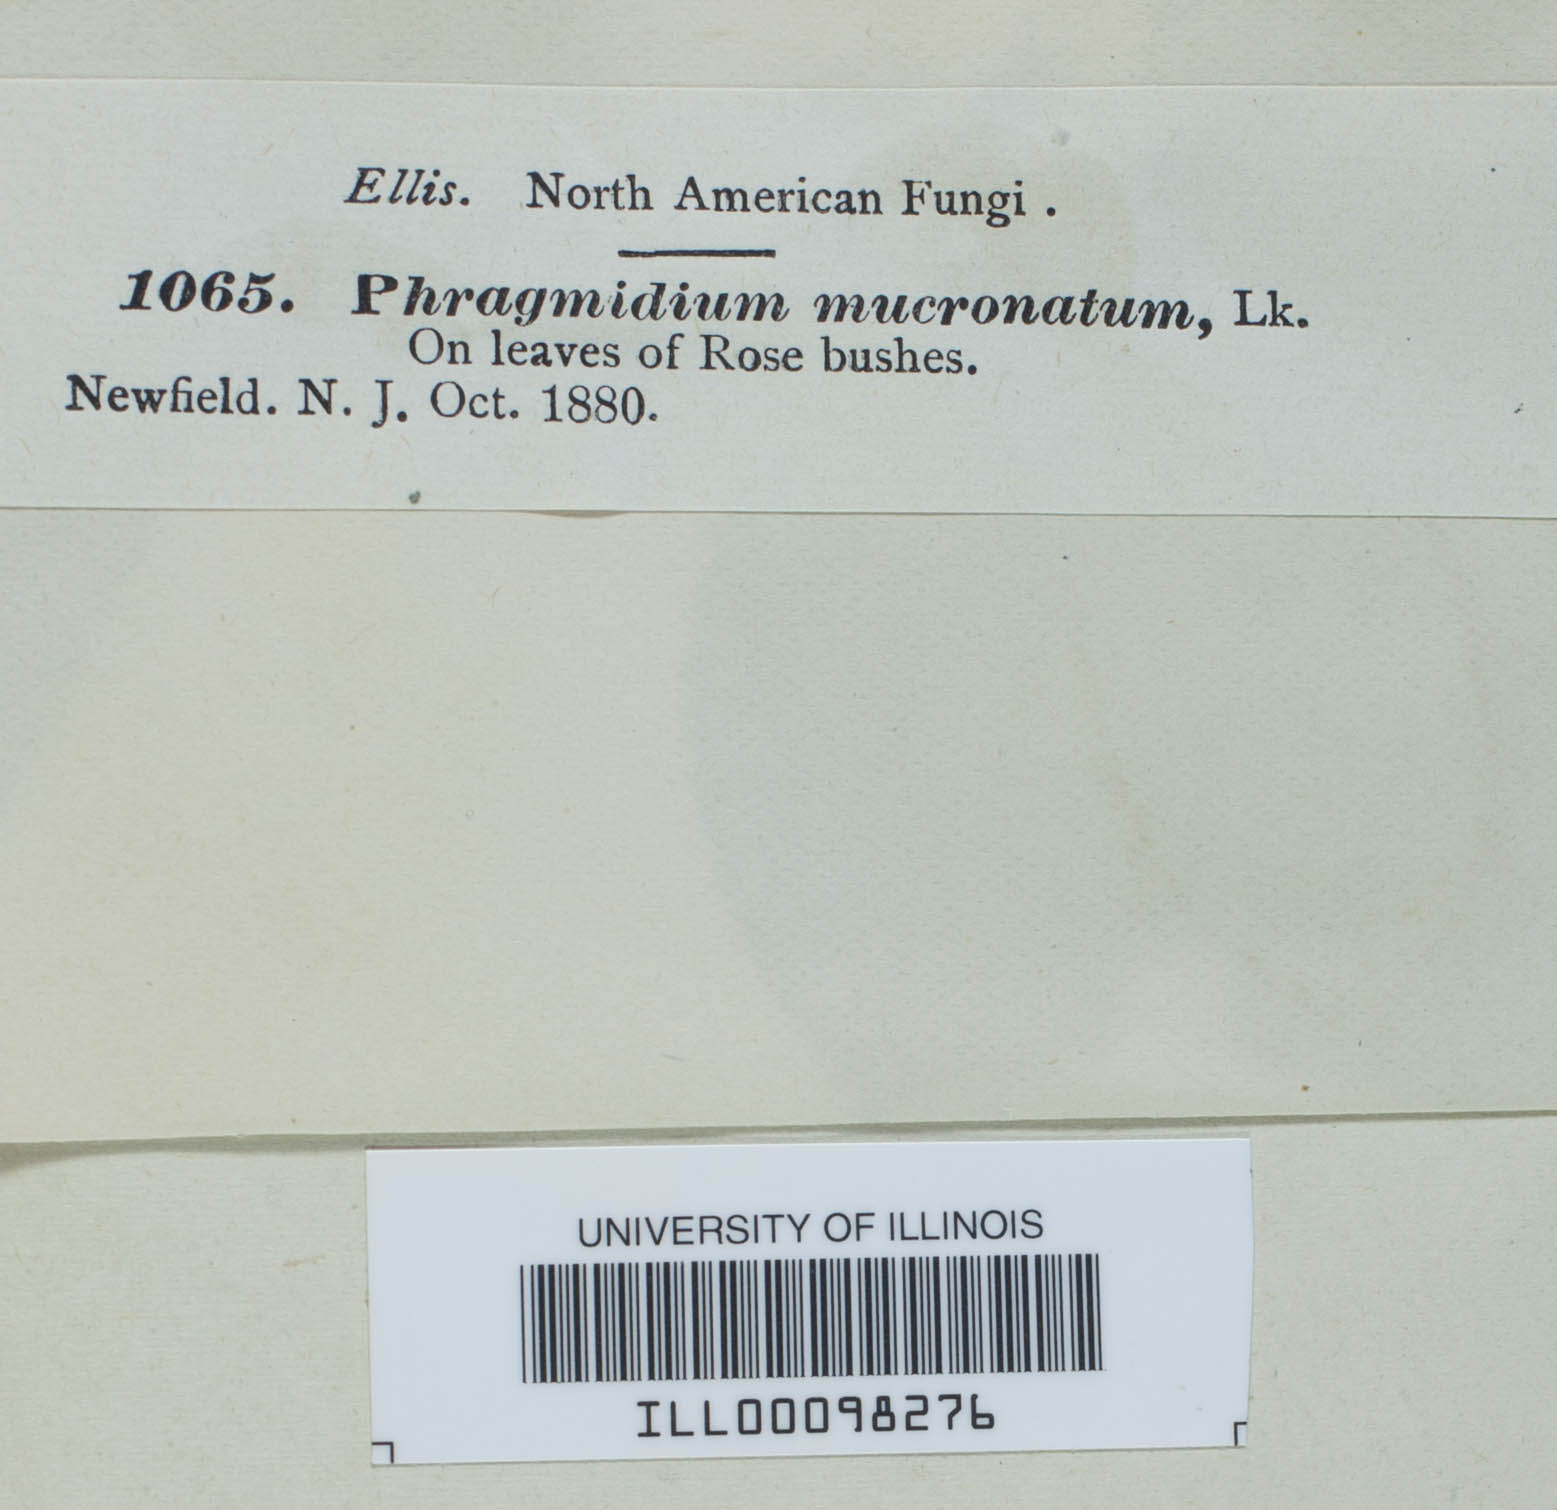 Ellis. North American Fungi .
1065. Phragmidium mucronatum, Lk.
On leaves of Rose bushes.
Newfield. N. J. Oct. 1880.
UNIVERSITY OF ILLINOIS
ILL00098276